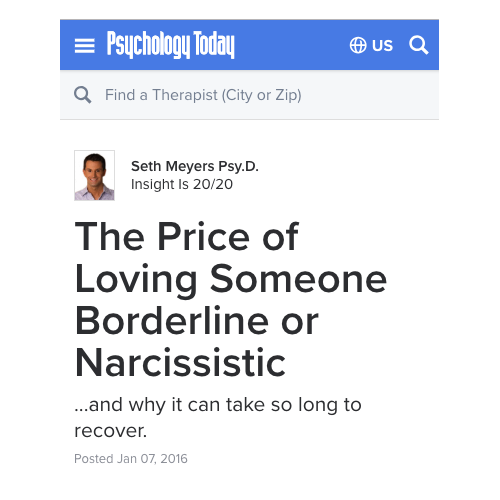 Psychology Today
US
Find a Therapist (City or Zip)
Seth Meyers Psy.D.
Insight Is 20/20
The Price of
Loving Someone
Borderline or
Narcissistic
...and why it can take so long to
recover.
Posted Jan 07, 2016